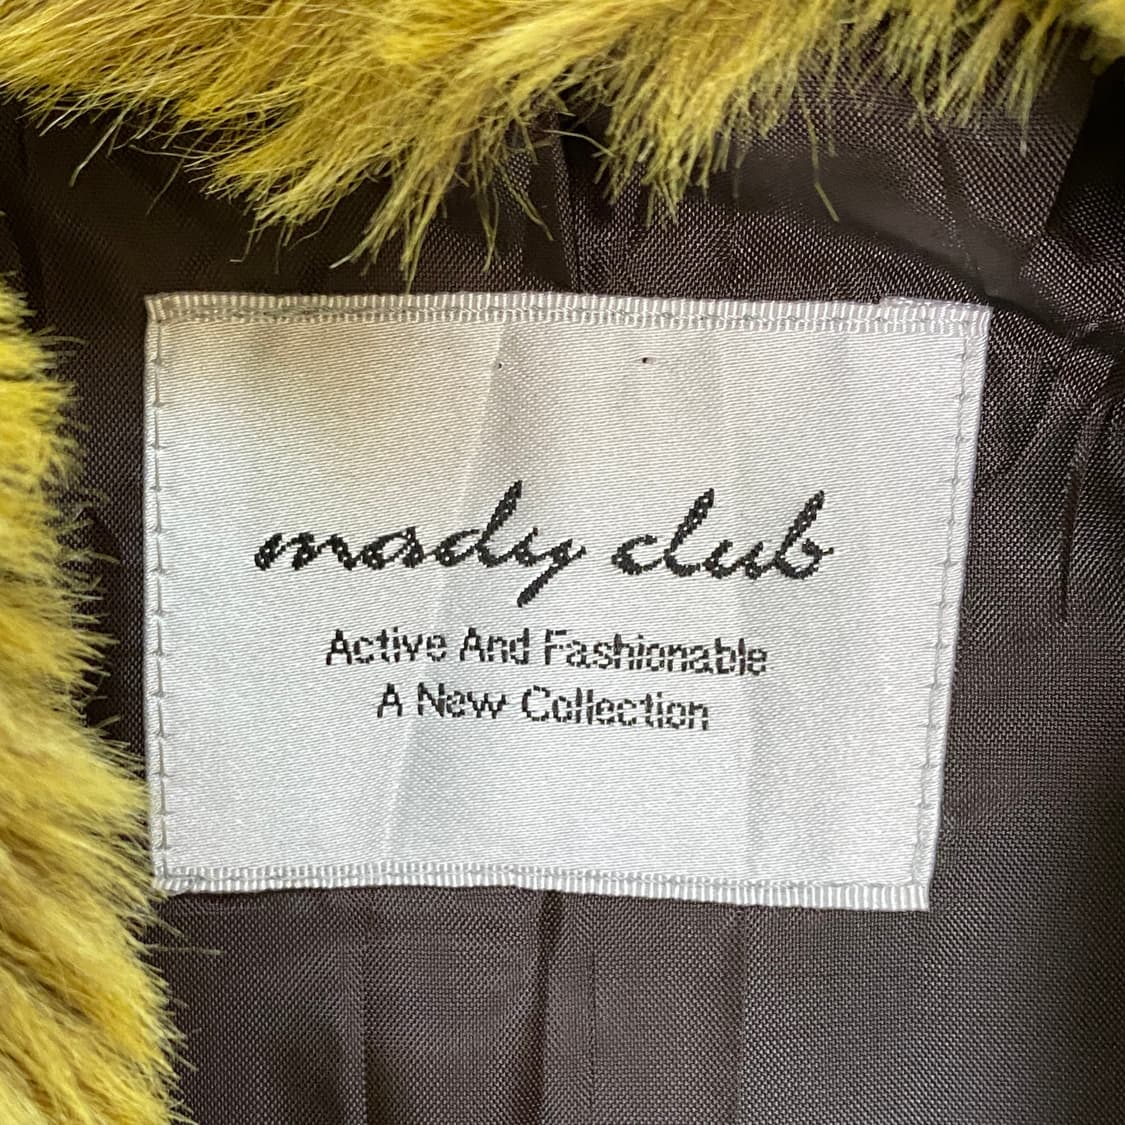 mady club
Active And Fashionable
A New Collection